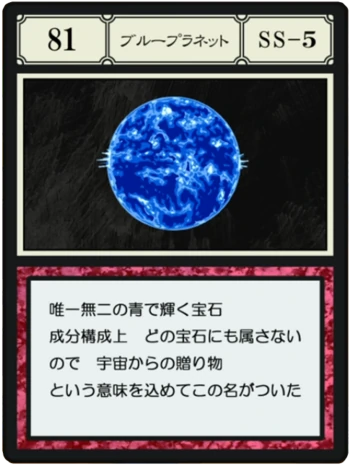 81 ブループラネット SS-5
唯一無二の青で輝く宝石
成分構成上　どの宝石にも属さない
ので　宇宙からの贈り物
という意味を込めてこの名がついた